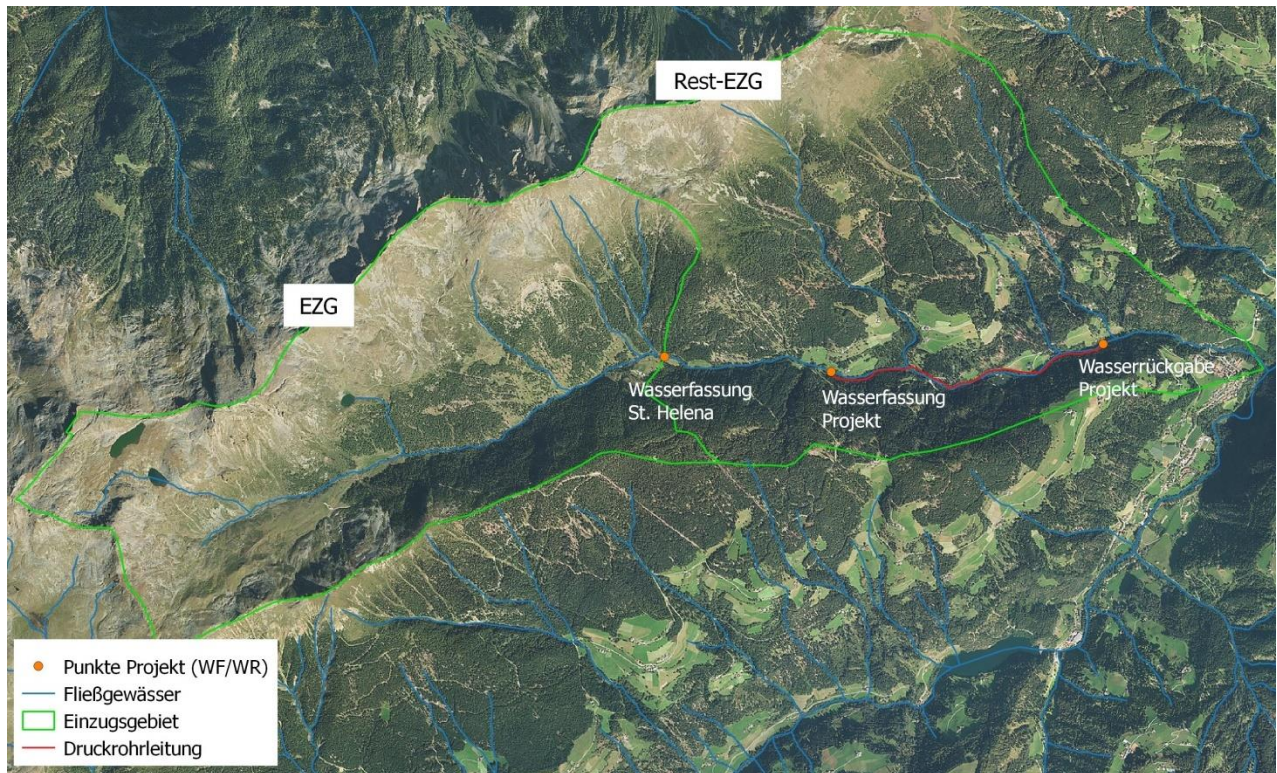 Rest-EZG
EZG
Wasserfassung
St. Helena
Wasserfassung
Projekt
Wasserrückgabe
Projekt
Punkte Projekt (WF/WR)
Fließgewässer
Einzugsgebiet
Druckrohrleitung